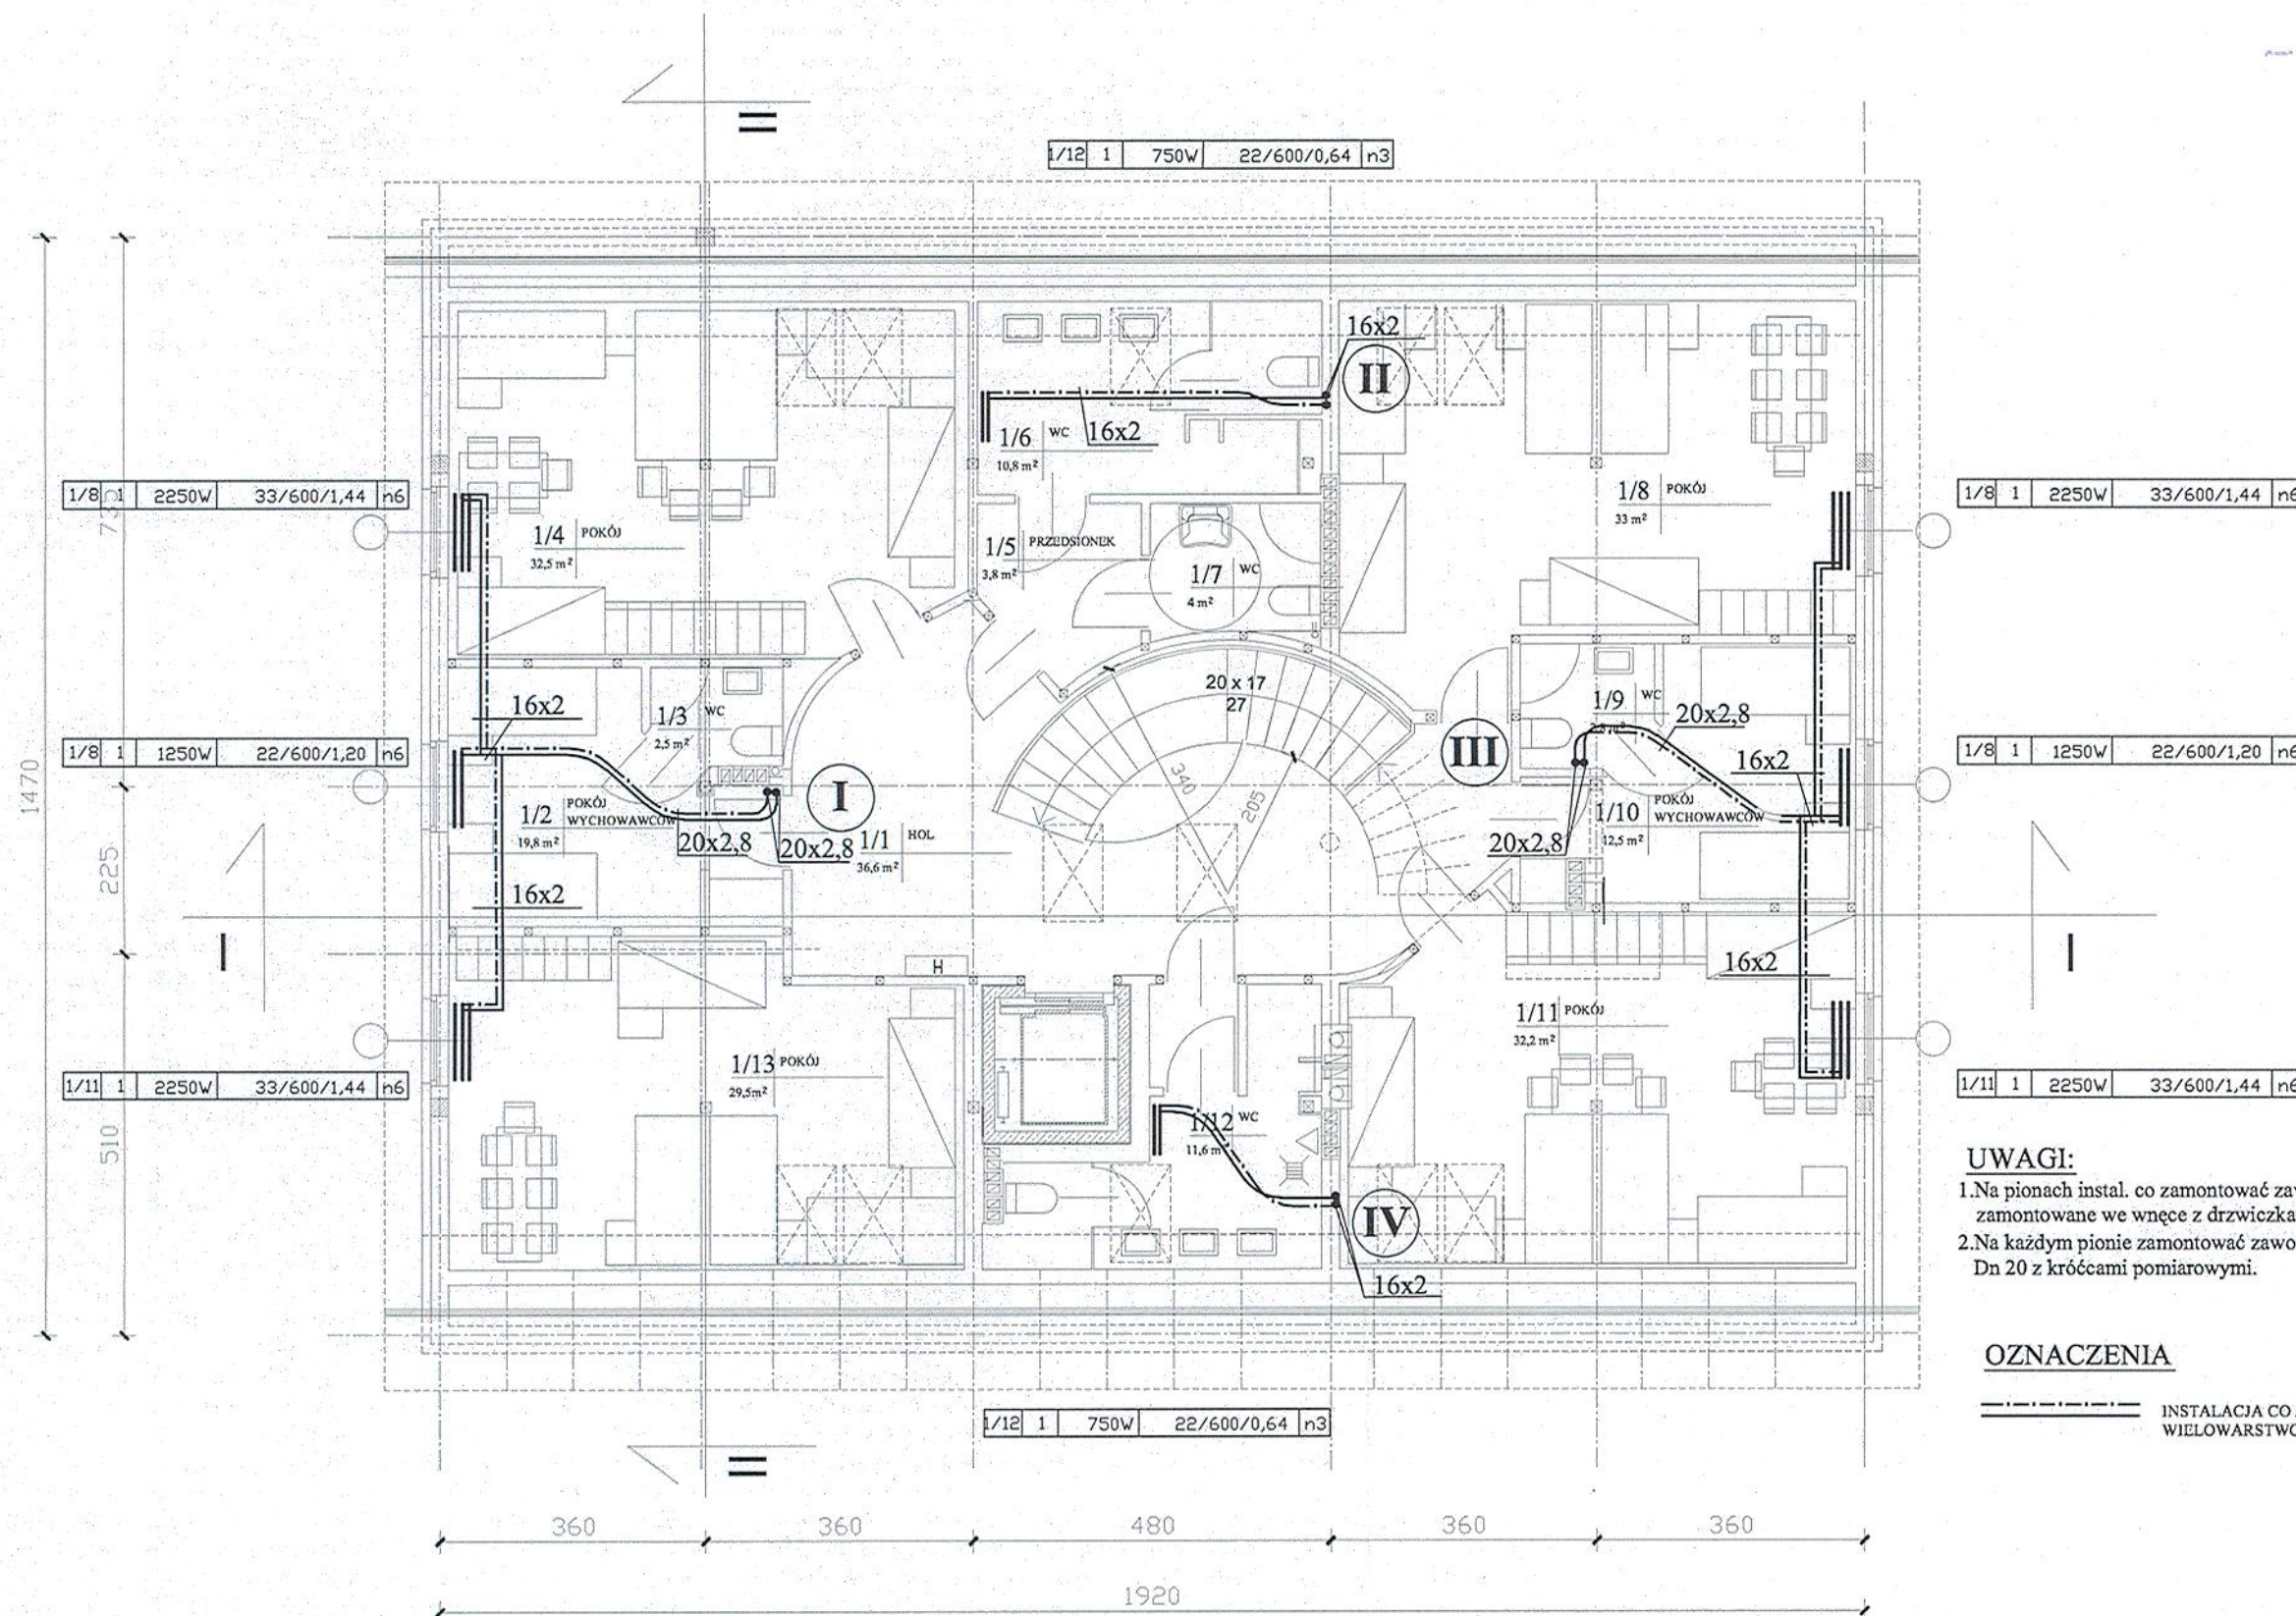 1/12 1 750W 22/600/0,64 n3
16x2
II
1/6 WC 16x2
10,8 m²
1/8 1 2250W 33/600/1,44 n6
1/8 POKÓJ
33 m²
1/8 1 2250W 33/600/1,44
1/4 POKÓJ
32,5 m²
1/5 PRZEDSIONEK
3,8 m²
1/7 WC
4 m²
730
20 x 17
27
16x2
1/3 WC
2,5 m²
1/9 WC
20x2,8
III
16x2
1/8 1 1250W 22/600/1,20 n6
1/8 1 1250W 22/600/1,20
340
205
I
1470
1/2 POKÓJ
WYCHOWAWCÓW
19,8 m²
20x2,8
20x2,8
1/1 HOL
36,6 m²
20x2,8
1/10 POKÓJ
WYCHOWAWCÓW
12,5 m²
225
16x2
I
I
16x2
H
1/11 POKÓJ
32,2 m²
1/13 POKÓJ
29,5m²
1/11 1 2250W 33/600/1,44 n6
1/11 1 2250W 33/600/1,44
510
1/12 WC
11,6 m
IV
16x2
UWAGI:
1.Na pionach instal. co zamontować
zamontowane we wnęce z
2.Na każdym pionie zamontować
Dn 20 z króćcami pomiarowymi.
OZNACZENIA
INSTALACJA CO
1/12 1 750W 22/600/0,64 n3
II
II
360 360 480 360 360
1920